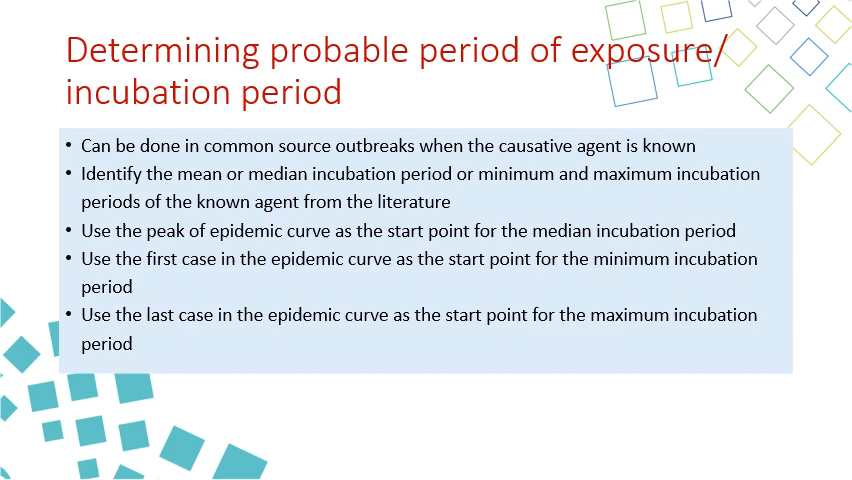 Determining probable period of exposure/
incubation period
• Can be done in common source outbreaks when the causative agent is known
• Identify the mean or median incubation period or minimum and maximum incubation
periods of the known agent from the literature
• Use the peak of epidemic curve as the start point for the median incubation period
• Use the first case in the epidemic curve as the start point for the minimum incubation
period
• Use the last case in the epidemic curve as the start point for the maximum incubation
period